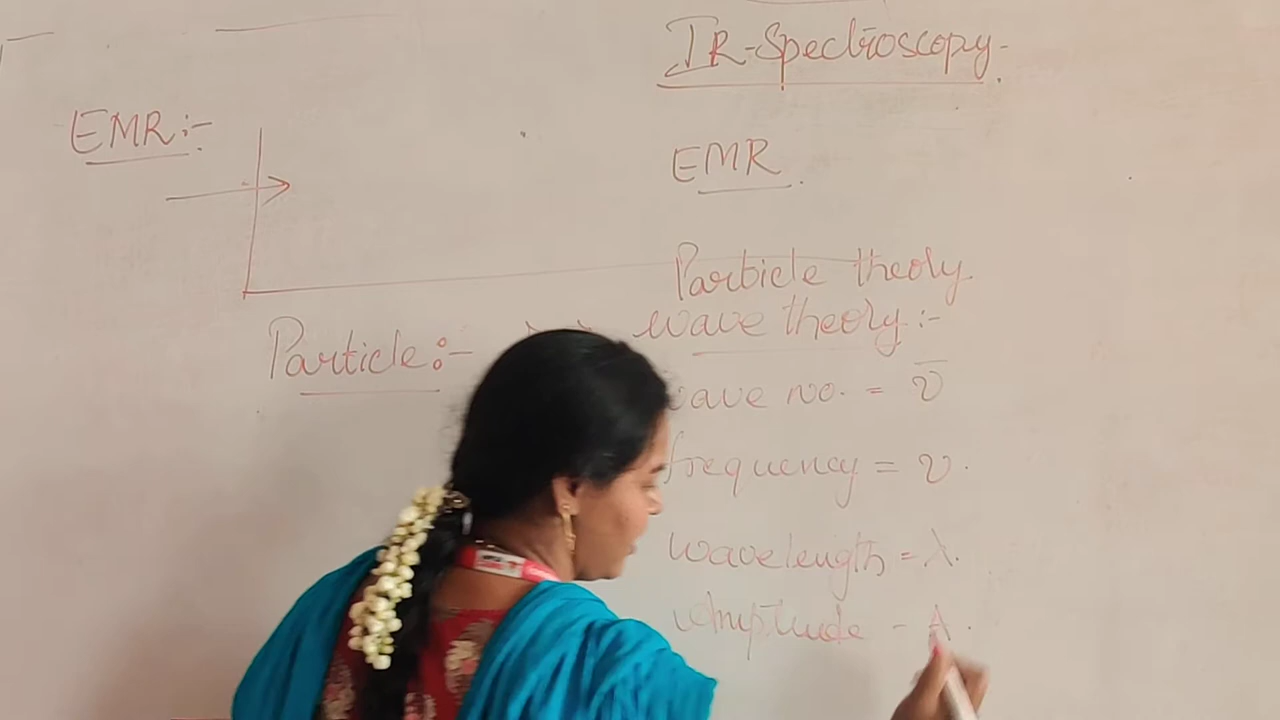 IR-Spectroscopy.
EMR:-
EMR.
Particle theory
wave theory:-
Particle:-
wave no. = ν̅
frequency = ν.
wavelength = λ.
Amplitude - A.